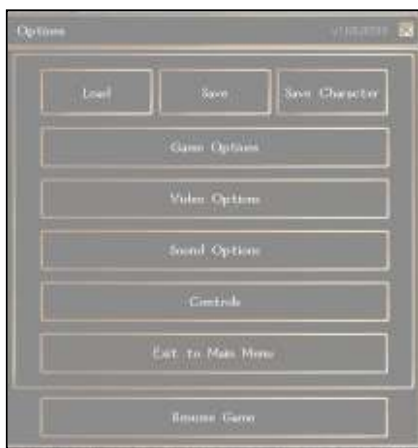 Options
Load Save Save Character
Game Options
Video Options
Sound Options
Controls
Exit to Main Menu
Resume Game